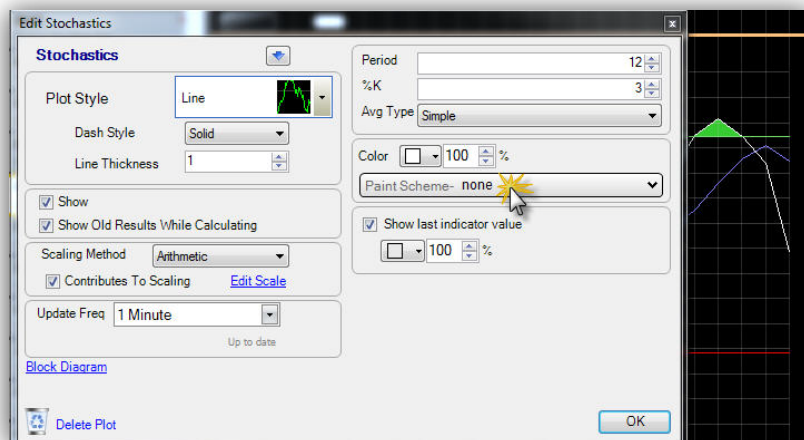 Edit Stochastics
x
Stochastics
Plot Style Line
Dash Style Solid
Line Thickness 1
Show
Show Old Results While Calculating
Scaling Method Arithmetic
Contributes To Scaling Edit Scale
Update Freq 1 Minute
Up to date
Block Diagram
Delete Plot
Period 12
%K 3
Avg Type Simple
Color 100 %
Paint Scheme- none
Show last indicator value
100 %
OK